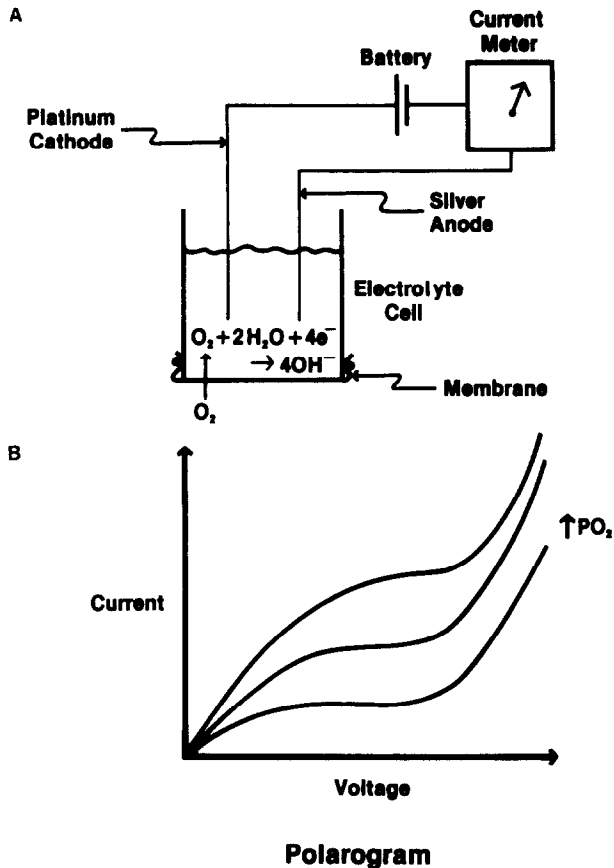 A
Current
Meter
Battery
Platinum
Cathode
Silver
Anode
Electrolyte
Cell
O₂ + 2H₂O + 4e⁻
→ 4OH⁻
Membrane
O₂
B
↑PO₂
Current
Voltage
Polarogram